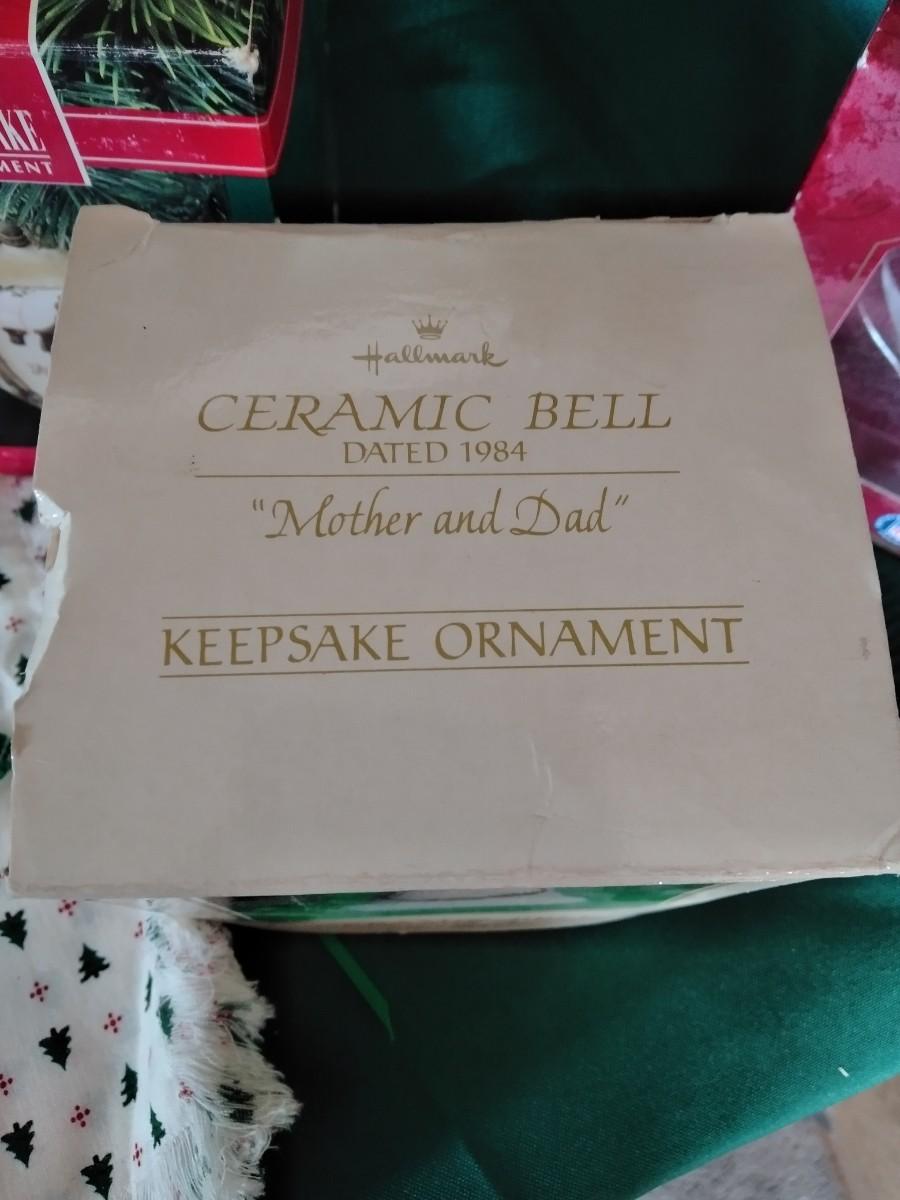 KE
MENT
Hallmark
CERAMIC BELL
DATED 1984
"Mother and Dad"
KEEPSAKE ORNAMENT